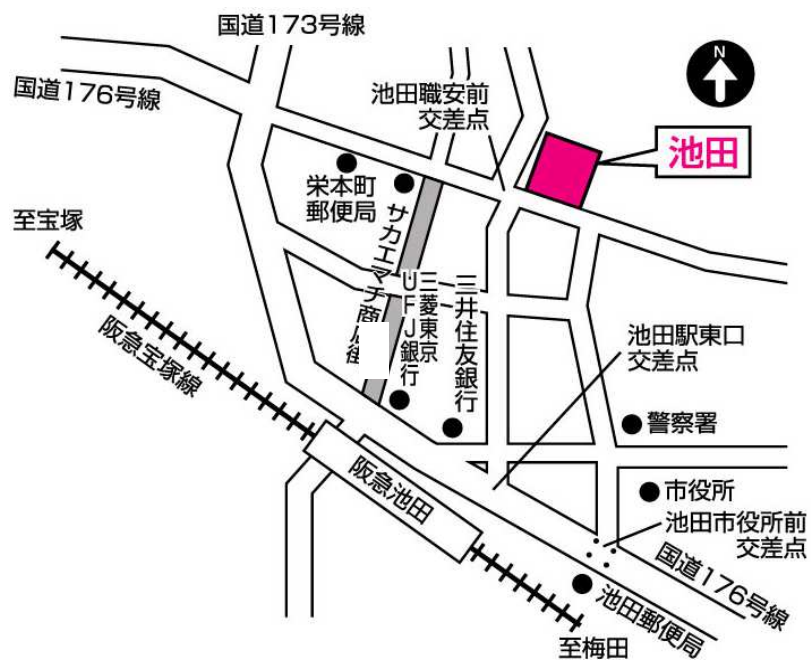 国道173号線
N
国道176号線
池田職安前
交差点
池田
栄本町
郵便局
サカエマチ商店街
至宝塚
三菱東京
UFJ銀行
三井住友銀行
阪急宝塚線
池田駅東口
交差点
警察署
阪急池田
市役所
池田市役所前
交差点
国道176号線
池田郵便局
至梅田